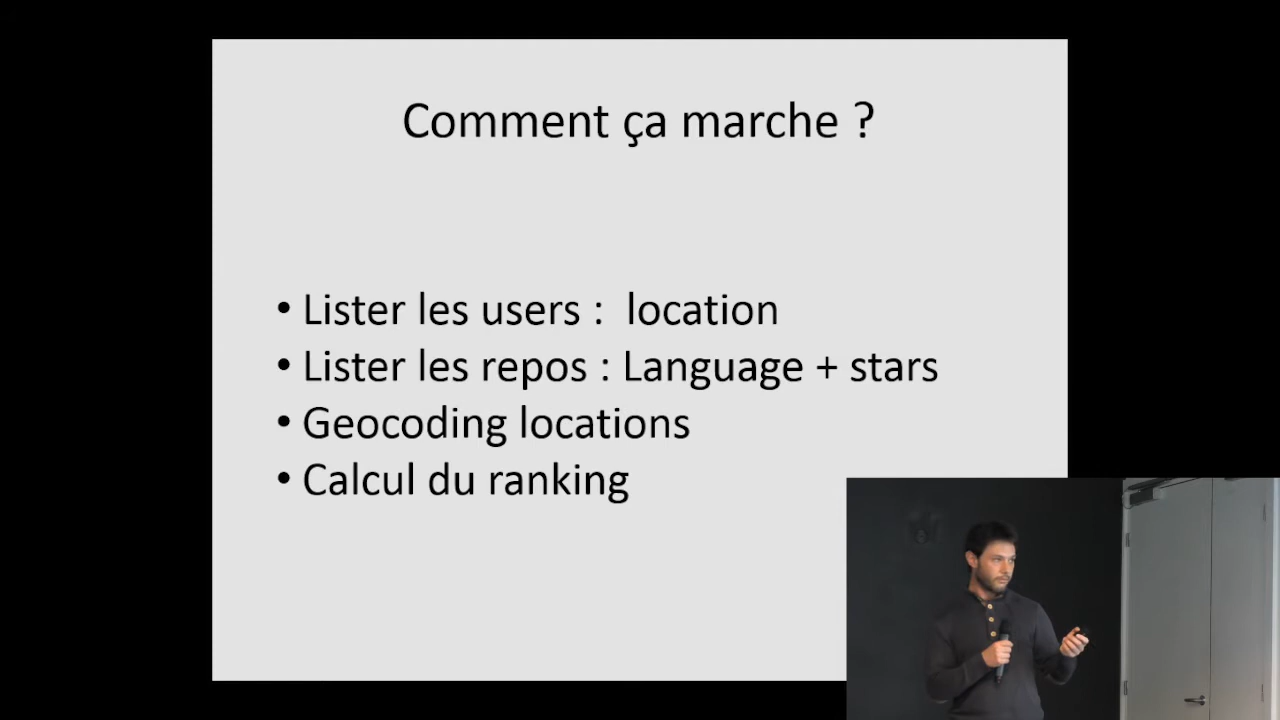 Comment ça marche ?
• Lister les users :  location
• Lister les repos : Language + stars
• Geocoding locations
• Calcul du ranking